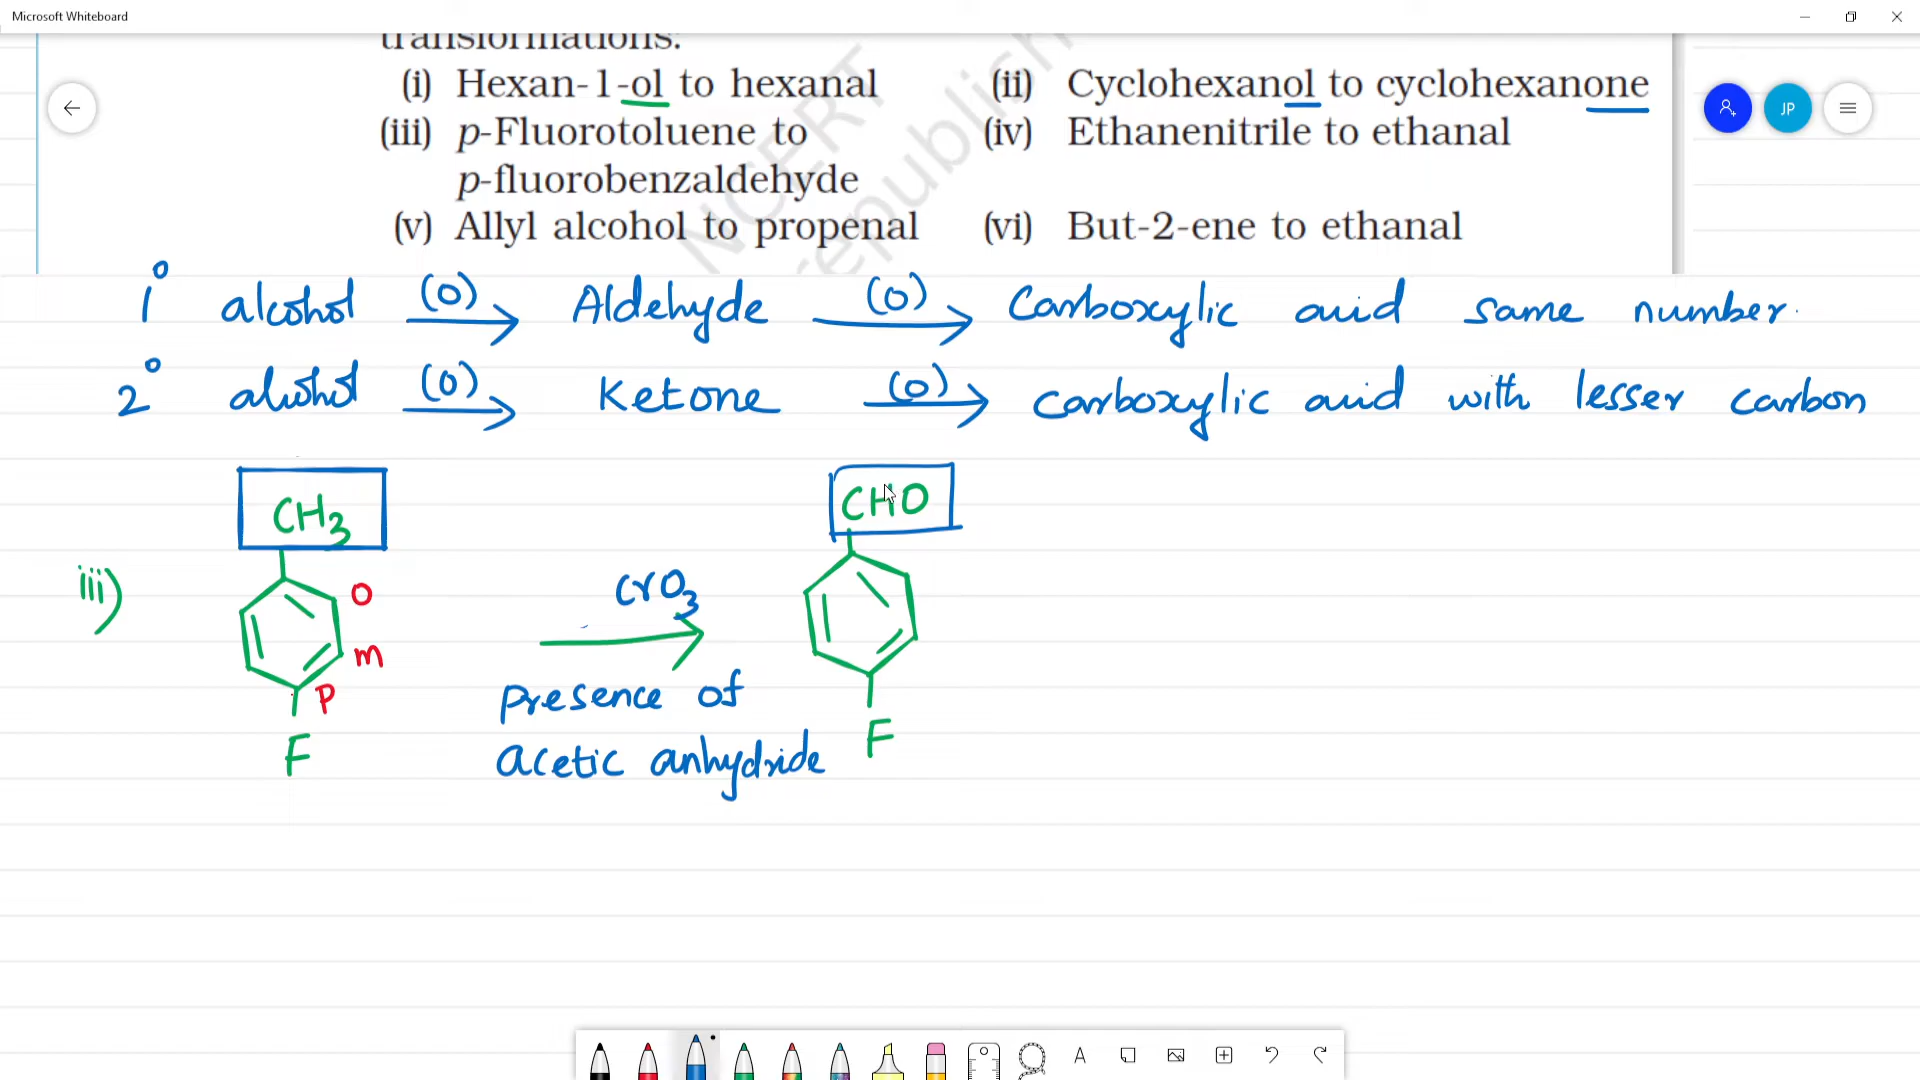 Microsoft Whiteboard
transformations:
(i) Hexan-1-ol to hexanal (ii) Cyclohexanol to cyclohexanone
(iii) p-Fluorotoluene to (iv) Ethanenitrile to ethanal
p-fluorobenzaldehyde
(v) Allyl alcohol to propenal (vi) But-2-ene to ethanal
NCERT
republish
JP
1° alcohol (O) → Aldehyde (O) → Carboxylic acid same number.
2° alcohol (O) → Ketone (O) → carboxylic acid with lesser carbon
CH3 CHO
iii) O CrO3
m
P presence of
F F
acetic anhydride
A